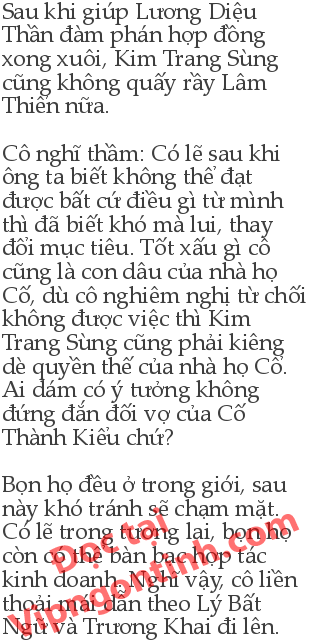 Sau khi giúp Lương Diệu
Thần đàm phán hợp đồng
xong xuôi, Kim Trang Sùng
cũng không quấy rầy Lâm
Thiển nữa.
Cô nghĩ thầm: Có lẽ sau khi
ông ta biết không thể đạt
được bất cứ điều gì từ mình
thì đã biết khó mà lui, thay
đổi mục tiêu. Tốt xấu gì cô
cũng là con dâu của nhà họ
Cố, dù cô nghiêm nghị từ chối
không được việc thì Kim
Trang Sùng cũng phải kiêng
dè quyền thế của nhà họ Cố.
Ai dám có ý tưởng không
đứng đắn đối vợ của Cố
Thành Kiểu chứ?
Bọn họ đều ở trong giới, sau
này khó tránh sẽ chạm mặt.
Có lẽ trong tương lai, bọn họ
còn có thể bàn bạc hợp tác
kinh doanh. Nghĩ vậy, cô liền
thoải mái dẫn theo Lý Bất
Ngữ và Trương Khai đi lên.
Đọc tại
Vipngontinh.com